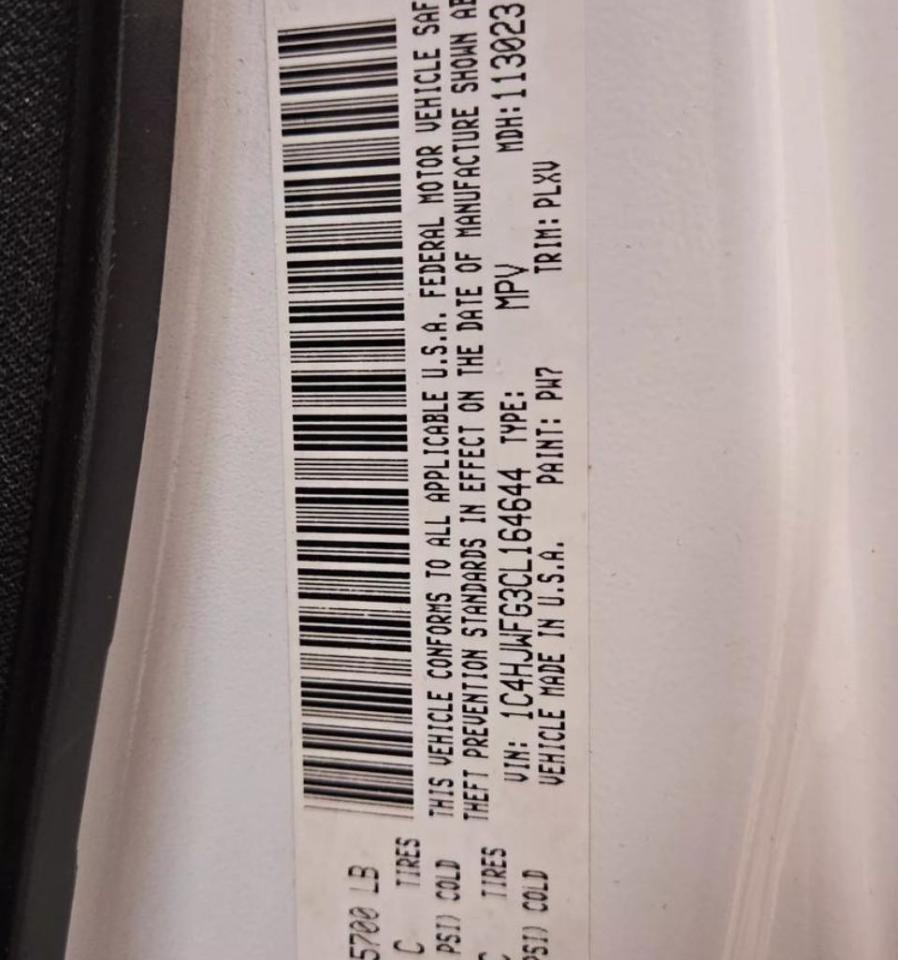 5700 LB
C TIRES
PSI) COLD
TIRES
PSI) COLD
THIS VEHICLE CONFORMS TO ALL APPLICABLE U.S.A. FEDERAL MOTOR VEHICLE SAF
THEFT PREVENTION STANDARDS IN EFFECT ON THE DATE OF MANUFACTURE SHOWN AB
VIN: 1C4HJWFG3CL164644 TYPE: MPV MDH:113023
VEHICLE MADE IN U.S.A. PAINT: PW7 TRIM:PLXV